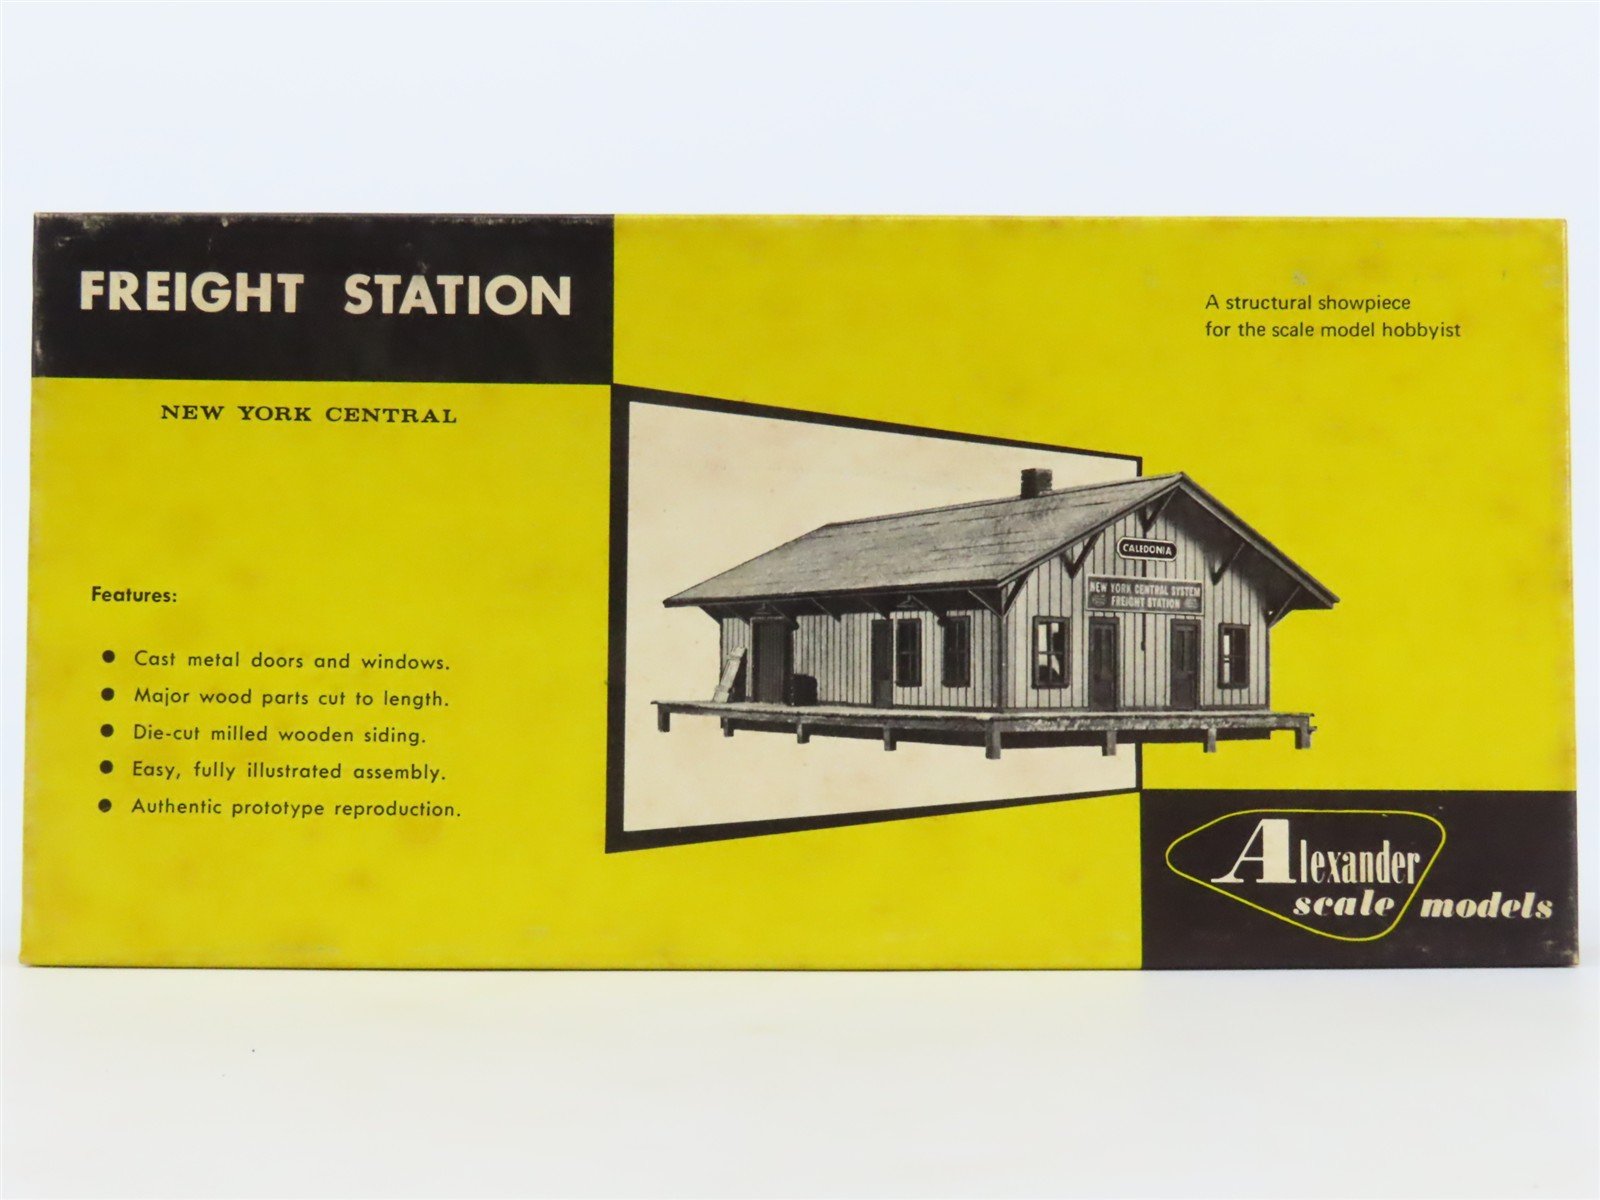 FREIGHT STATION
NEW YORK CENTRAL
A structural showpiece
for the scale model hobbyist
Features:
● Cast metal doors and windows.
● Major wood parts cut to length.
● Die-cut milled wooden siding.
● Easy, fully illustrated assembly.
● Authentic prototype reproduction.
CALEDONIA
NEW YORK CENTRAL SYSTEM
FREIGHT STATION
Alexander
scale models